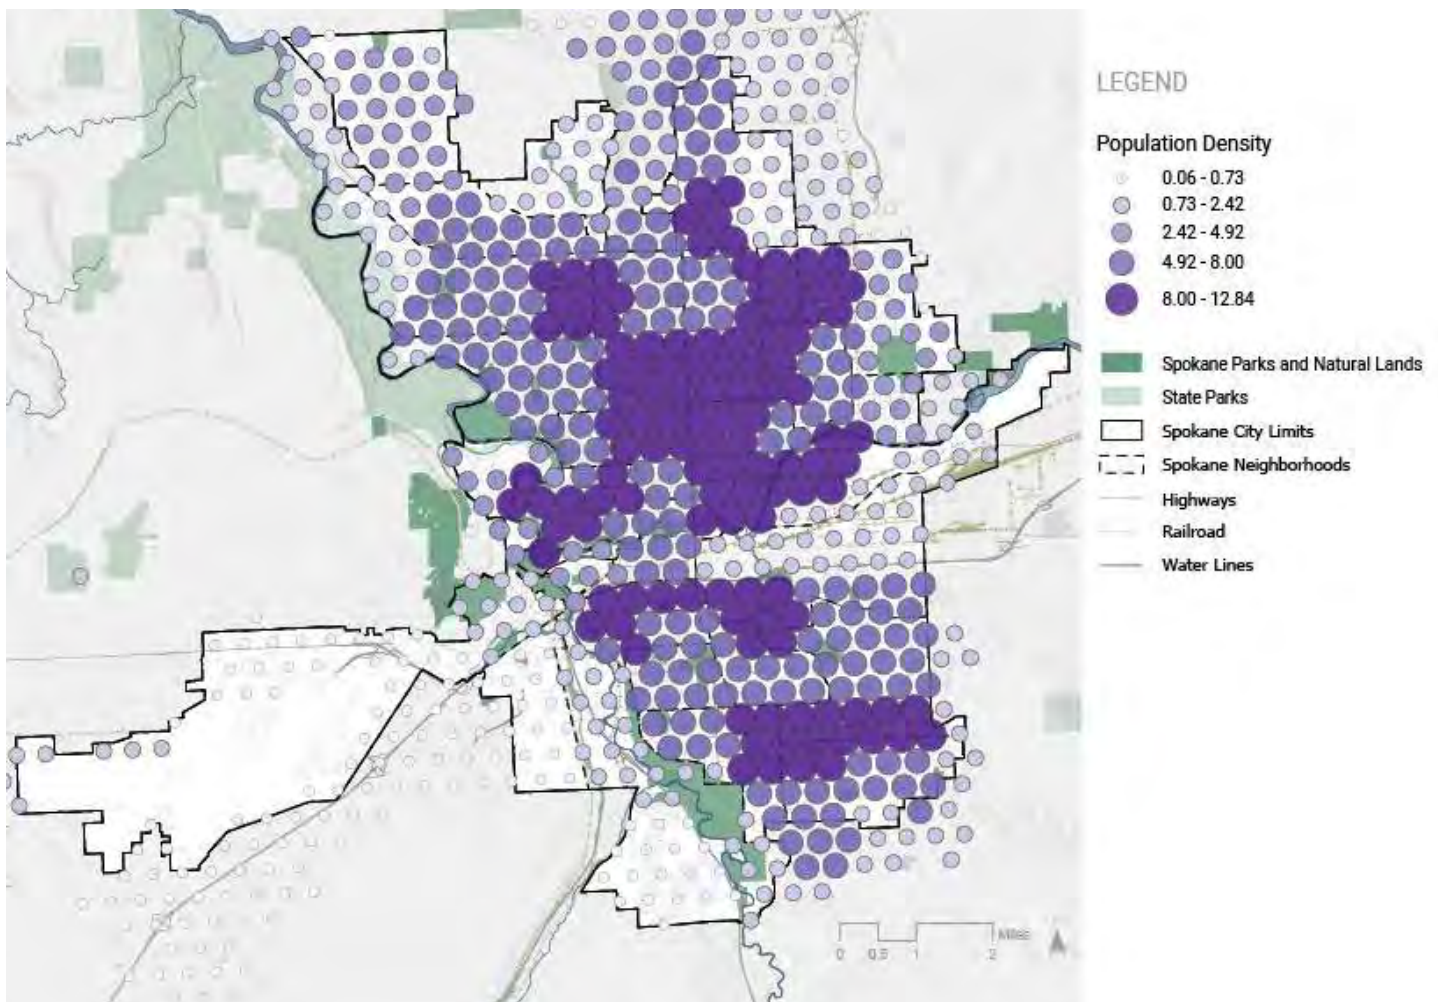 LEGEND
Population Density
0.06 - 0.73
0.73 - 2.42
2.42 - 4.92
4.92 - 8.00
8.00 - 12.84
Spokane Parks and Natural Lands
State Parks
Spokane City Limits
Spokane Neighborhoods
Highways
Railroad
Water Lines
Miles
0 0.5 1 2